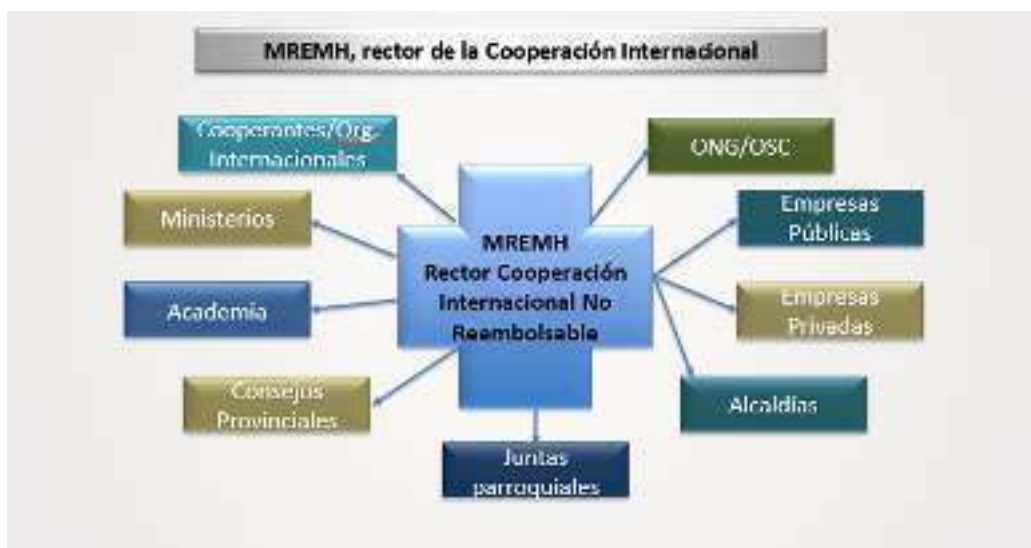 MREMH, rector de la Cooperación Internacional
Cooperantes/Org.
Internacionales
ONG/OSC
Ministerios
Empresas
Públicas
MREMH
Rector Cooperación
Internacional No
Reembolsable
Academia
Empresas
Privadas
Consejos
Provinciales
Alcaldías
Juntas
parroquiales